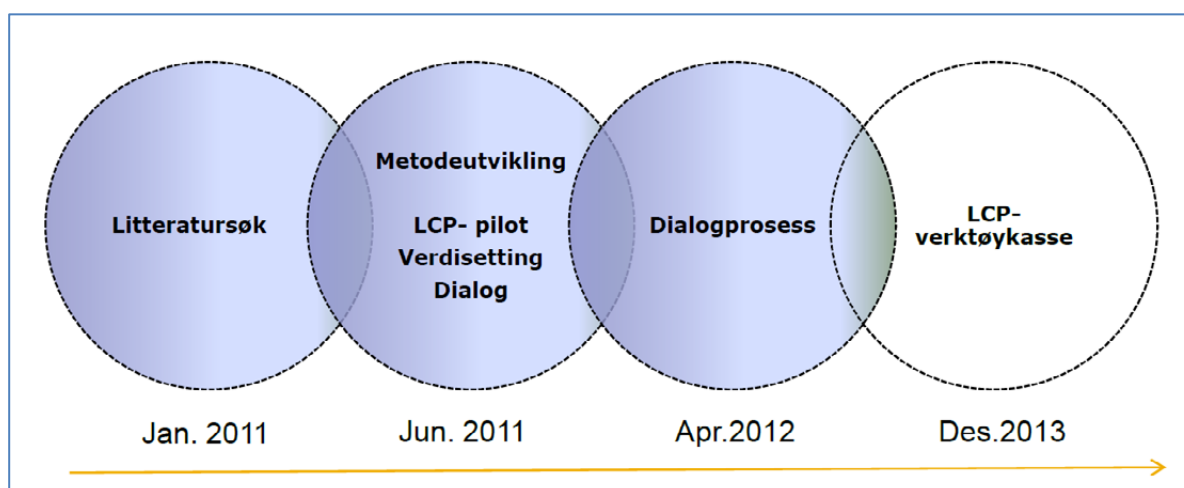 Litteratursøk
Metodeutvikling
LCP- pilot
Verdisetting
Dialog
Dialogprosess
LCP-
verktøykasse
Jan. 2011
Jun. 2011
Apr.2012
Des.2013